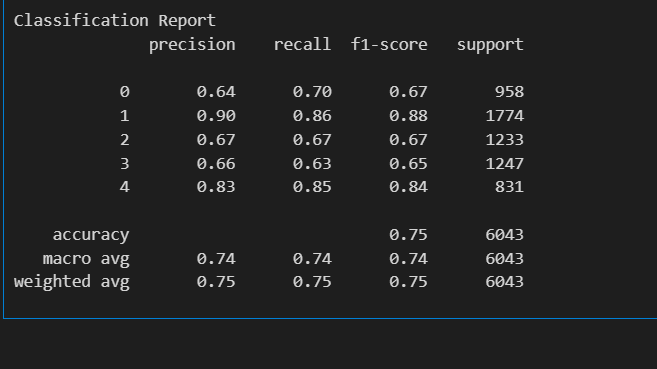 Classification Report
precision recall f1-score support
0 0.64 0.70 0.67 958
1 0.90 0.86 0.88 1774
2 0.67 0.67 0.67 1233
3 0.66 0.63 0.65 1247
4 0.83 0.85 0.84 831
accuracy 0.75 6043
macro avg 0.74 0.74 0.74 6043
weighted avg 0.75 0.75 0.75 6043